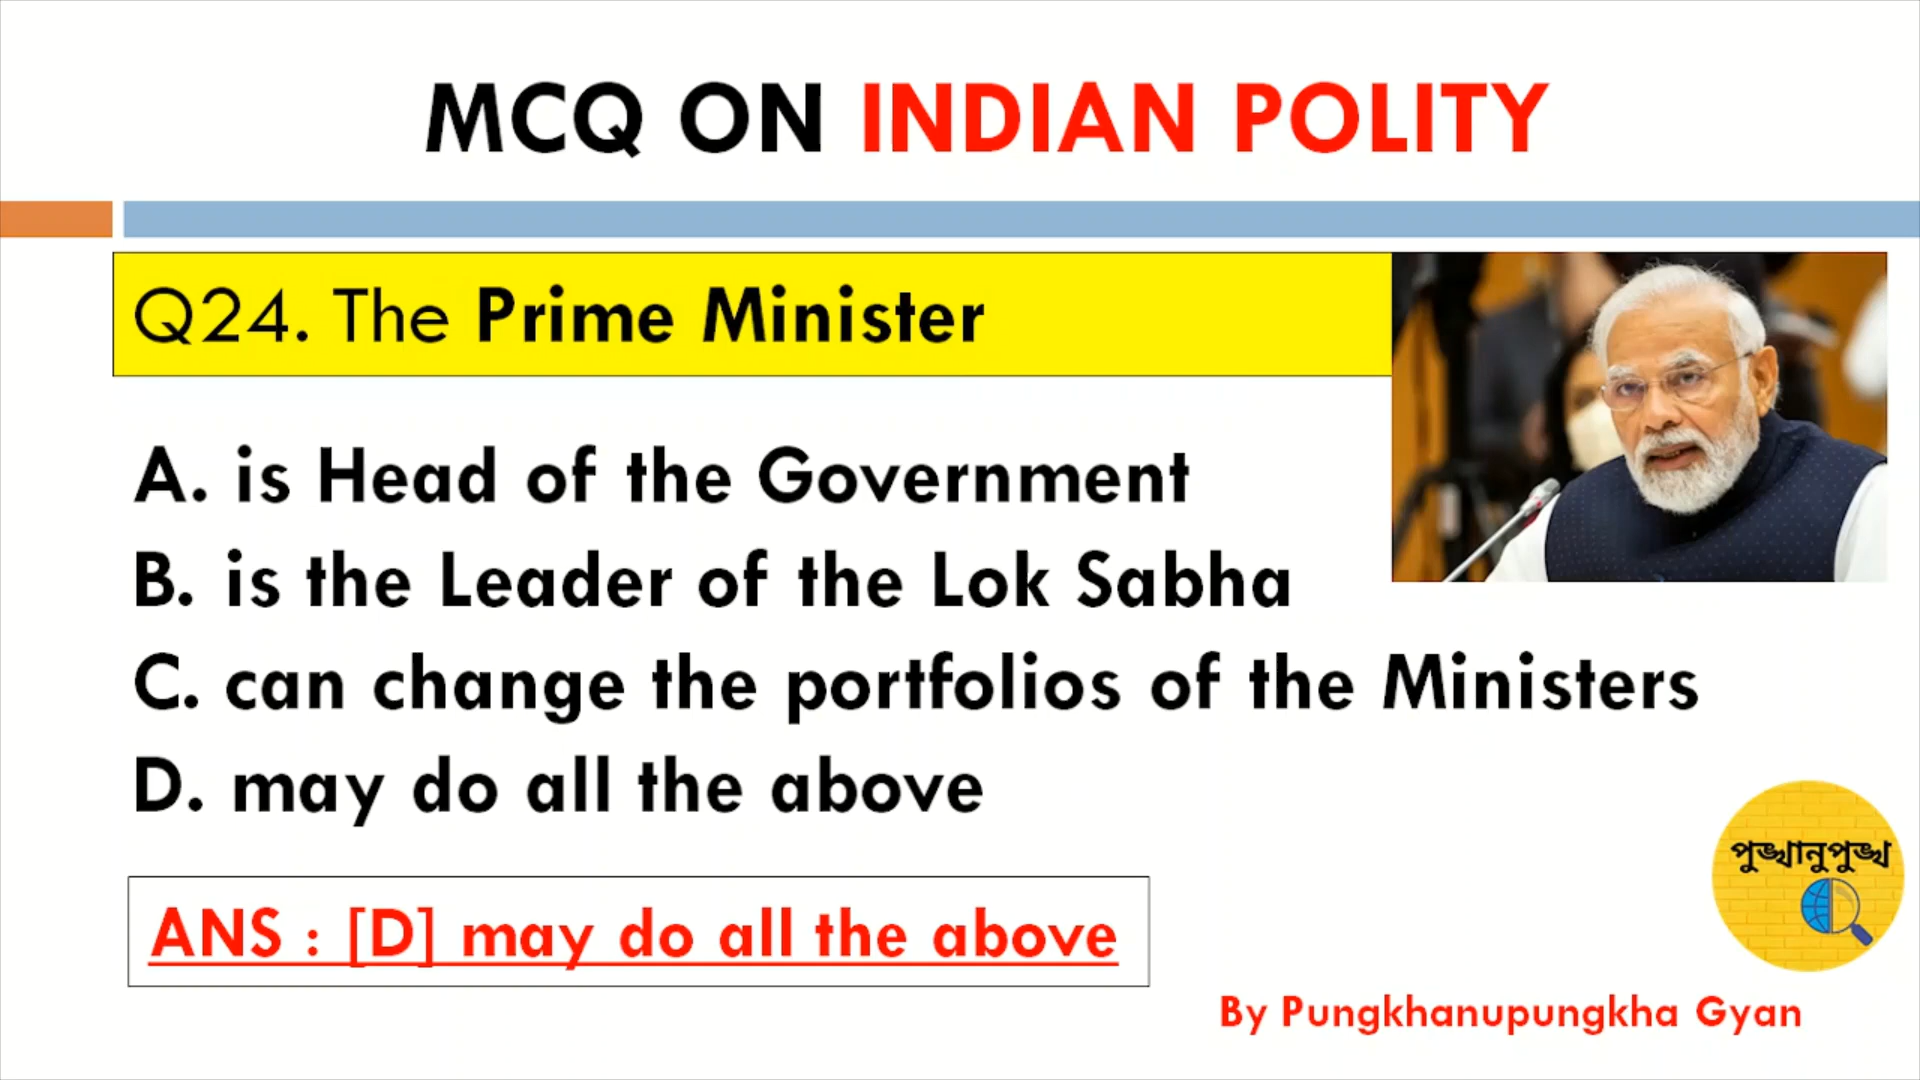 MCQ ON INDIAN POLITY
Q24. The Prime Minister
A. is Head of the Government
B. is the Leader of the Lok Sabha
C. can change the portfolios of the Ministers
D. may do all the above
ANS : [D] may do all the above
পুঙ্খানুপুঙ্খ
By Pungkhanupungkha Gyan